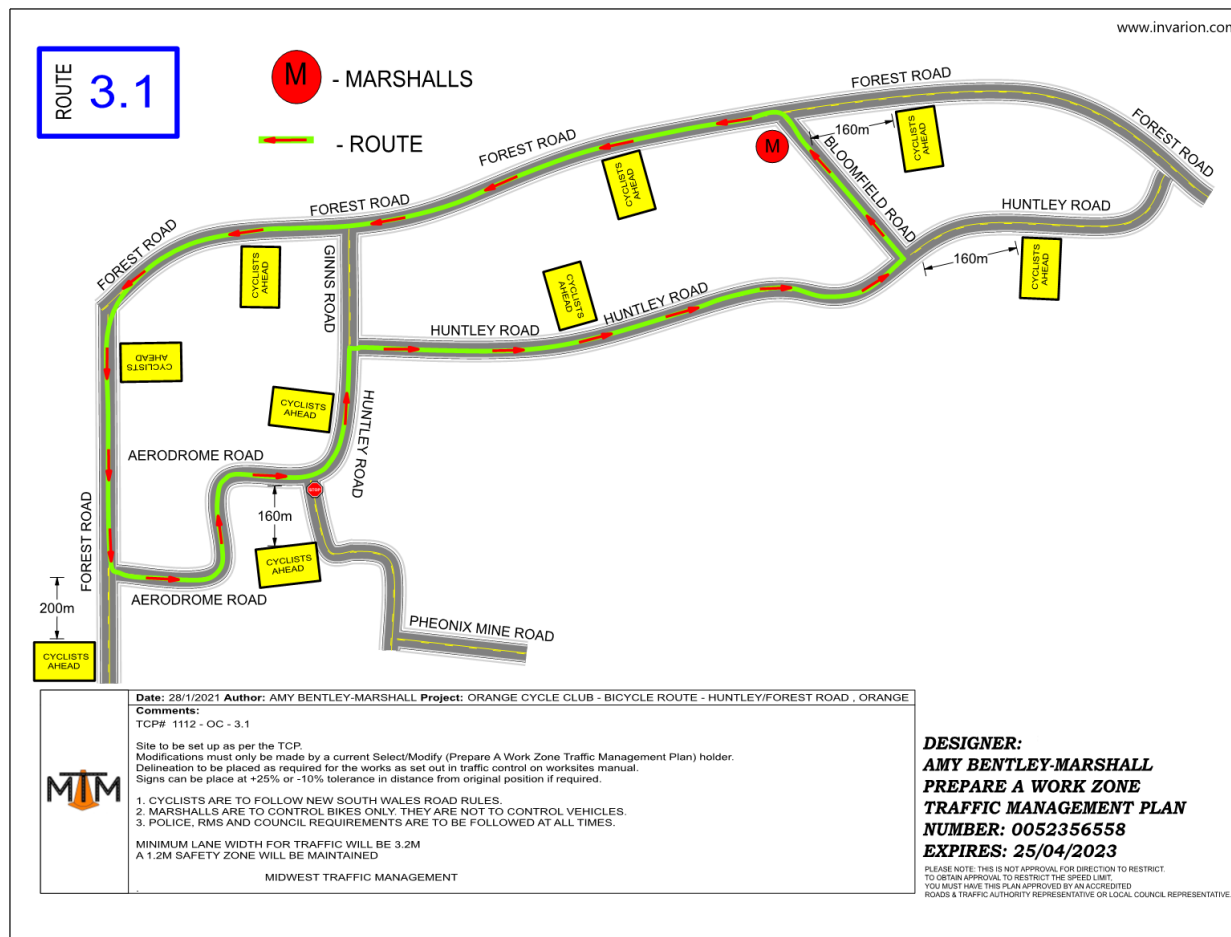 www.invarion.com
ROUTE 3.1
M - MARSHALLS
- ROUTE
FOREST ROAD
FOREST ROAD
FOREST ROAD
FOREST ROAD
FOREST ROAD
160m
CYCLISTS
AHEAD
M
BLOOMFIELD ROAD
CYCLISTS
AHEAD
HUNTLEY ROAD
160m
CYCLISTS
AHEAD
GINNS ROAD
CYCLISTS
AHEAD
CYCLISTS
AHEAD
HUNTLEY ROAD
HUNTLEY ROAD
CYCLISTS
AHEAD
CYCLISTS
AHEAD
HUNTLEY ROAD
AERODROME ROAD
STOP
160m
CYCLISTS
AHEAD
FOREST ROAD
AERODROME ROAD
200m
CYCLISTS
AHEAD
PHEONIX MINE ROAD
Date: 28/1/2021 Author: AMY BENTLEY-MARSHALL Project: ORANGE CYCLE CLUB - BICYCLE ROUTE - HUNTLEY/FOREST ROAD , ORANGE
Comments:
TCP# 1112 - OC - 3.1
Site to be set up as per the TCP.
Modifications must only be made by a current Select/Modify (Prepare A Work Zone Traffic Management Plan) holder.
Delineation to be placed as required for the works as set out in traffic control on worksites manual.
Signs can be place at +25% or -10% tolerance in distance from original position if required.
1. CYCLISTS ARE TO FOLLOW NEW SOUTH WALES ROAD RULES.
2. MARSHALLS ARE TO CONTROL BIKES ONLY. THEY ARE NOT TO CONTROL VEHICLES.
3. POLICE, RMS AND COUNCIL REQUIREMENTS ARE TO BE FOLLOWED AT ALL TIMES.
MINIMUM LANE WIDTH FOR TRAFFIC WILL BE 3.2M
A 1.2M SAFETY ZONE WILL BE MAINTAINED
MIDWEST TRAFFIC MANAGEMENT
.
MTM
DESIGNER:
AMY BENTLEY-MARSHALL
PREPARE A WORK ZONE
TRAFFIC MANAGEMENT PLAN
NUMBER: 0052356558
EXPIRES: 25/04/2023
PLEASE NOTE: THIS IS NOT APPROVAL FOR DIRECTION TO RESTRICT.
TO OBTAIN APPROVAL TO RESTRICT THE SPEED LIMIT,
YOU MUST HAVE THIS PLAN APPROVED BY AN ACCREDITED
ROADS & TRAFFIC AUTHORITY REPRESENTATIVE OR LOCAL COUNCIL REPRESENTATIVE.